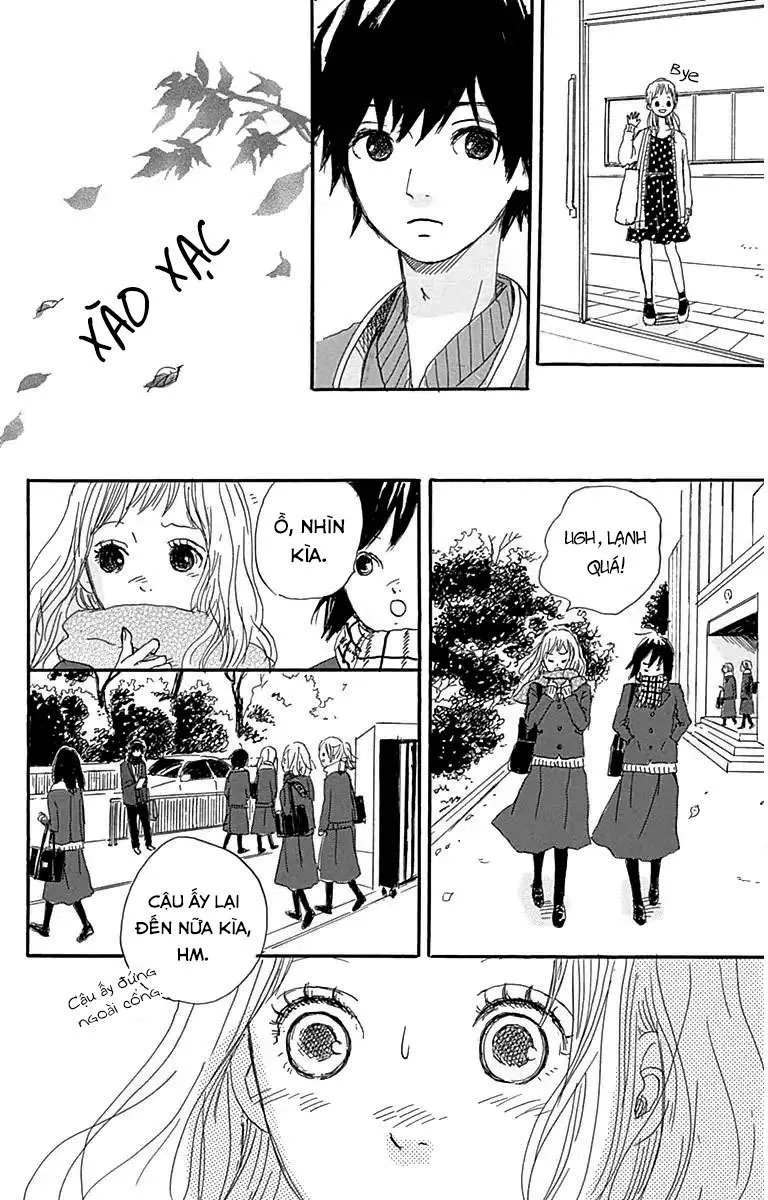 Bye
XÀO XẠC
UGH, LẠNH
QUÁ!
Ồ, NHÌN
KÌA.
CẬU ẤY LẠI
ĐẾN NỮA KÌA,
HM.
Cậu ấy đứng
ngoài cổng.